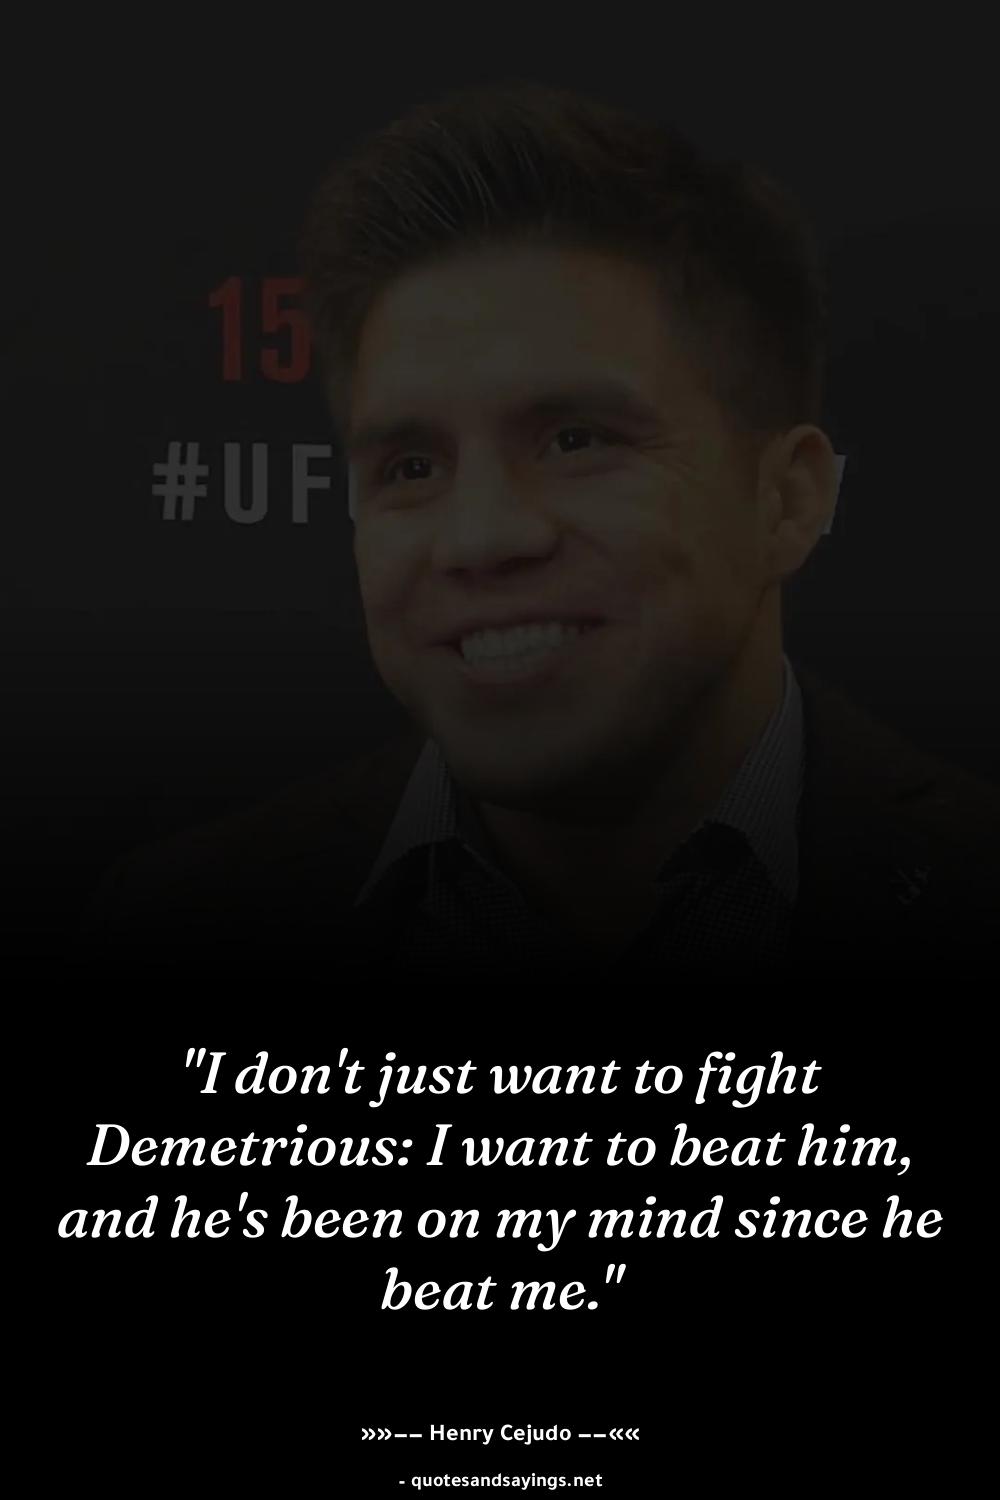 15
#UF
"I don't just want to fight
Demetrious: I want to beat him,
and he's been on my mind since he
beat me."
»»−− Henry Cejudo −−««
- quotesandsayings.net